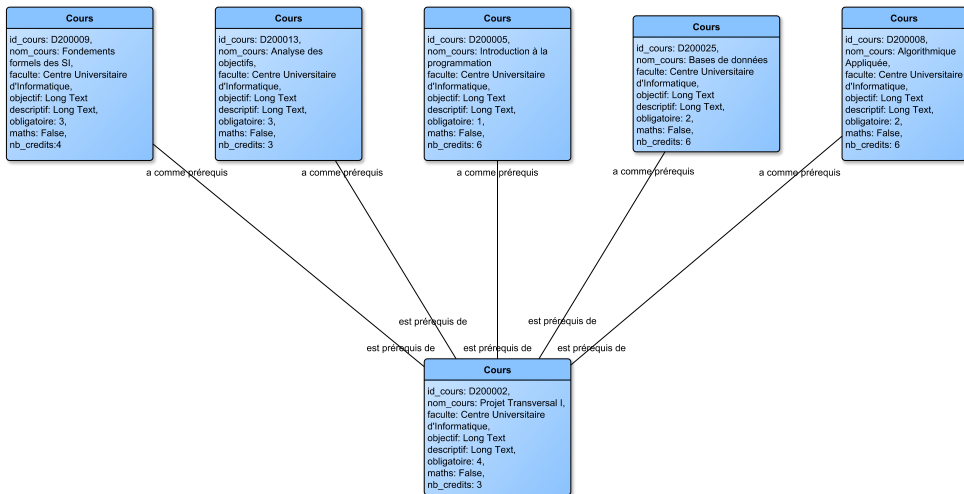 Cours
id_cours: D200009,
nom_cours: Fondements
formels des SI,
faculte: Centre Universitaire
d'Informatique,
objectif: Long Text
descriptif: Long Text,
obligatoire: 3,
maths: False,
nb_credits:4
Cours
id_cours: D200013,
nom_cours: Analyse des
objectifs,
faculte: Centre Universitaire
d'Informatique,
objectif: Long Text
descriptif: Long Text,
obligatoire: 3,
maths: False,
nb_credits: 3
Cours
id_cours: D200005,
nom_cours: Introduction à la
programmation
faculte: Centre Universitaire
d'Informatique,
objectif: Long Text
descriptif: Long Text,
obligatoire: 1,
maths: False,
nb_credits: 6
Cours
id_cours: D200025,
nom_cours: Bases de données
faculte: Centre Universitaire
d'Informatique,
objectif: Long Text
descriptif: Long Text,
obligatoire: 2,
maths: False,
nb_credits: 6
Cours
id_cours: D200008,
nom_cours: Algorithmique
Appliquée,
faculte: Centre Universitaire
d'Informatique,
objectif: Long Text
descriptif: Long Text,
obligatoire: 2,
maths: False,
nb_credits: 6
a comme prérequis
a comme prérequis
a comme prérequis
a comme prérequis
a comme prérequis
est prérequis de
est prérequis de
est prérequis de
est prérequis de
est prérequis de
Cours
id_cours: D200002,
nom_cours: Projet Transversal I,
faculte: Centre Universitaire
d'Informatique,
objectif: Long Text
descriptif: Long Text,
obligatoire: 4,
maths: False,
nb_credits: 3